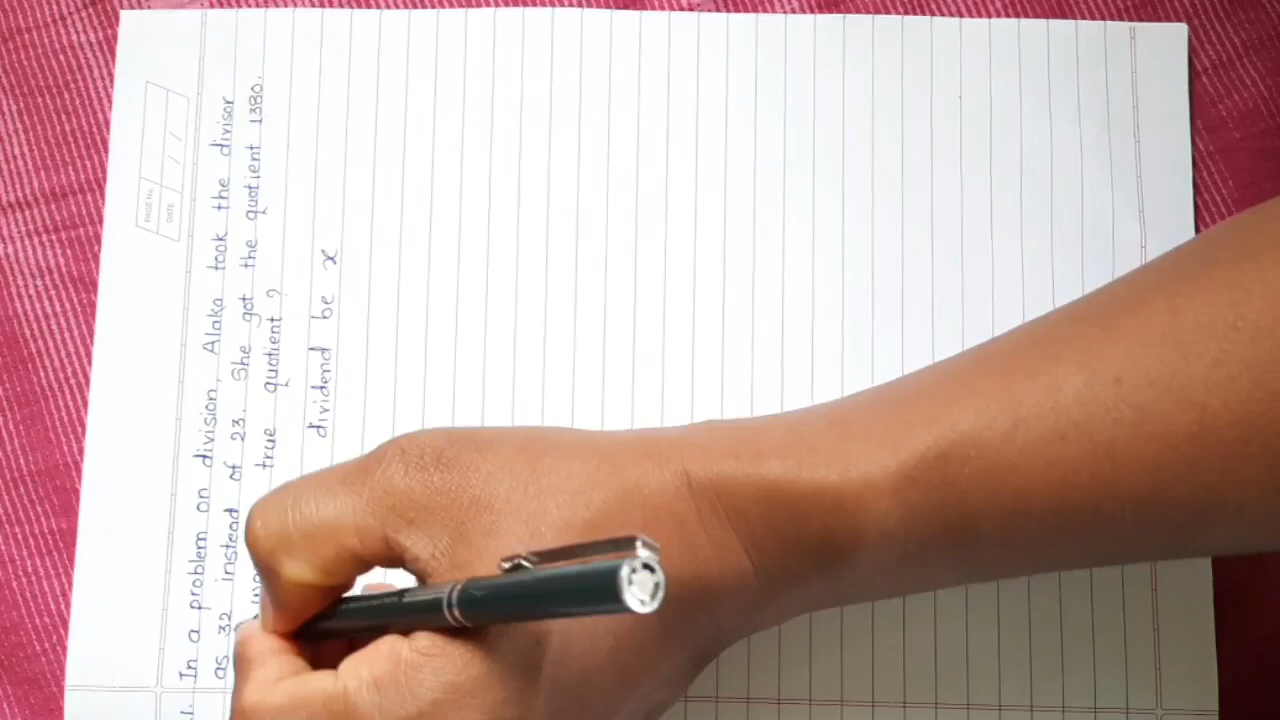 PAGE No.
DATE / /
1. In a problem on division, Alaka took the divisor
as 32 instead of 23. She got the quotient 1380.
true quotient ?
dividend be x